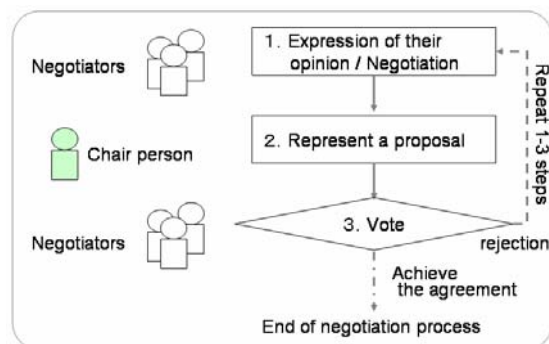 Negotiators
1. Expression of their
opinion / Negotiation
Chair person
2. Represent a proposal
Negotiators
3. Vote
rejection
Repeat 1-3 steps
Achieve
the agreement
End of negotiation process